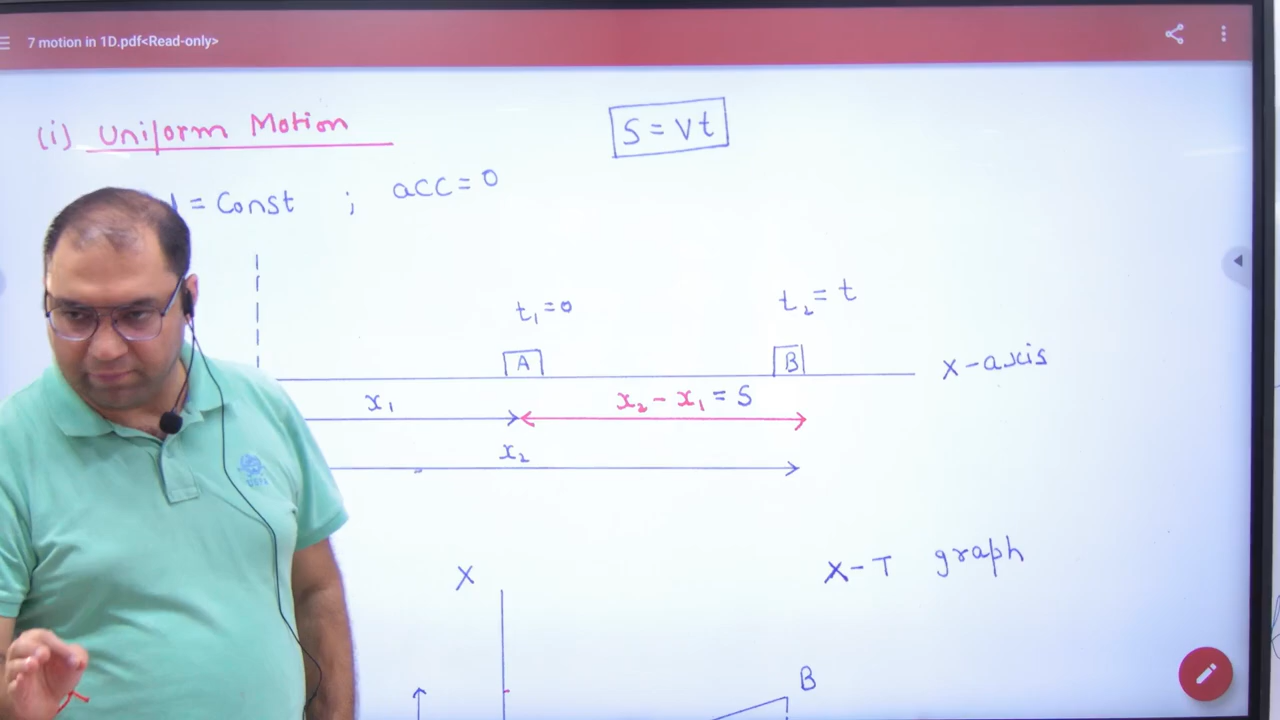 7 motion in 1D.pdf<Read-only>
(i) Uniform Motion
S = Vt
= Const ; acc = 0
t₁ = 0
t₂ = t
A
B
X-axis
x₁
x₂ - x₁ = S
x₂
X
X-T graph
B